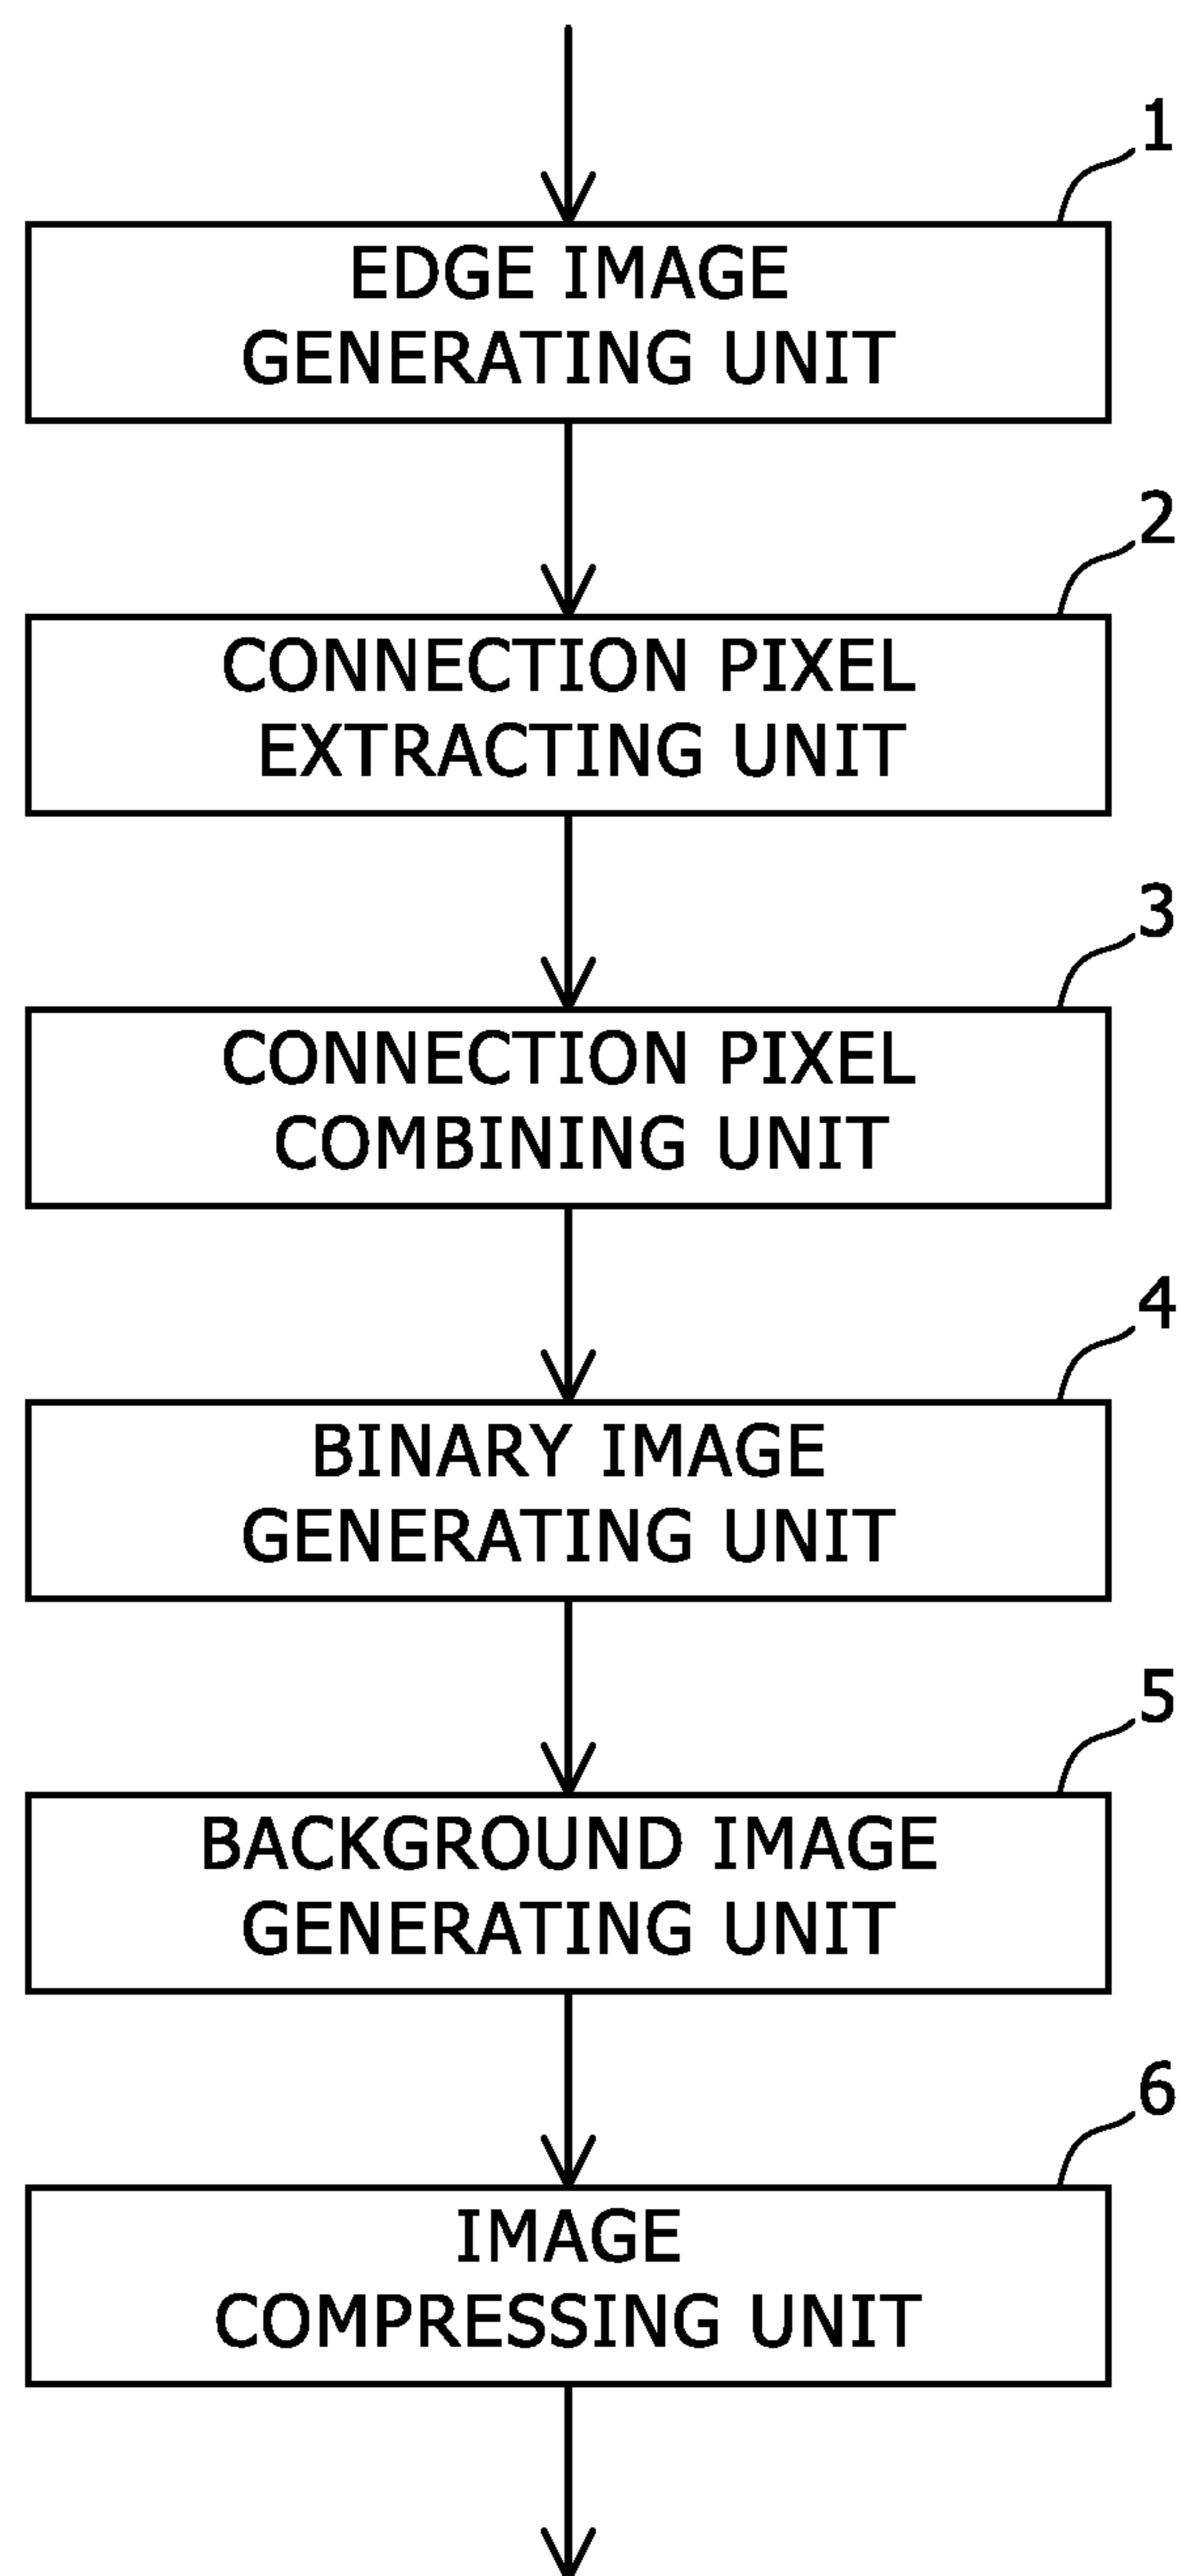 1
EDGE IMAGE
GENERATING UNIT
2
CONNECTION PIXEL
EXTRACTING UNIT
3
CONNECTION PIXEL
COMBINING UNIT
4
BINARY IMAGE
GENERATING UNIT
5
BACKGROUND IMAGE
GENERATING UNIT
6
IMAGE
COMPRESSING UNIT